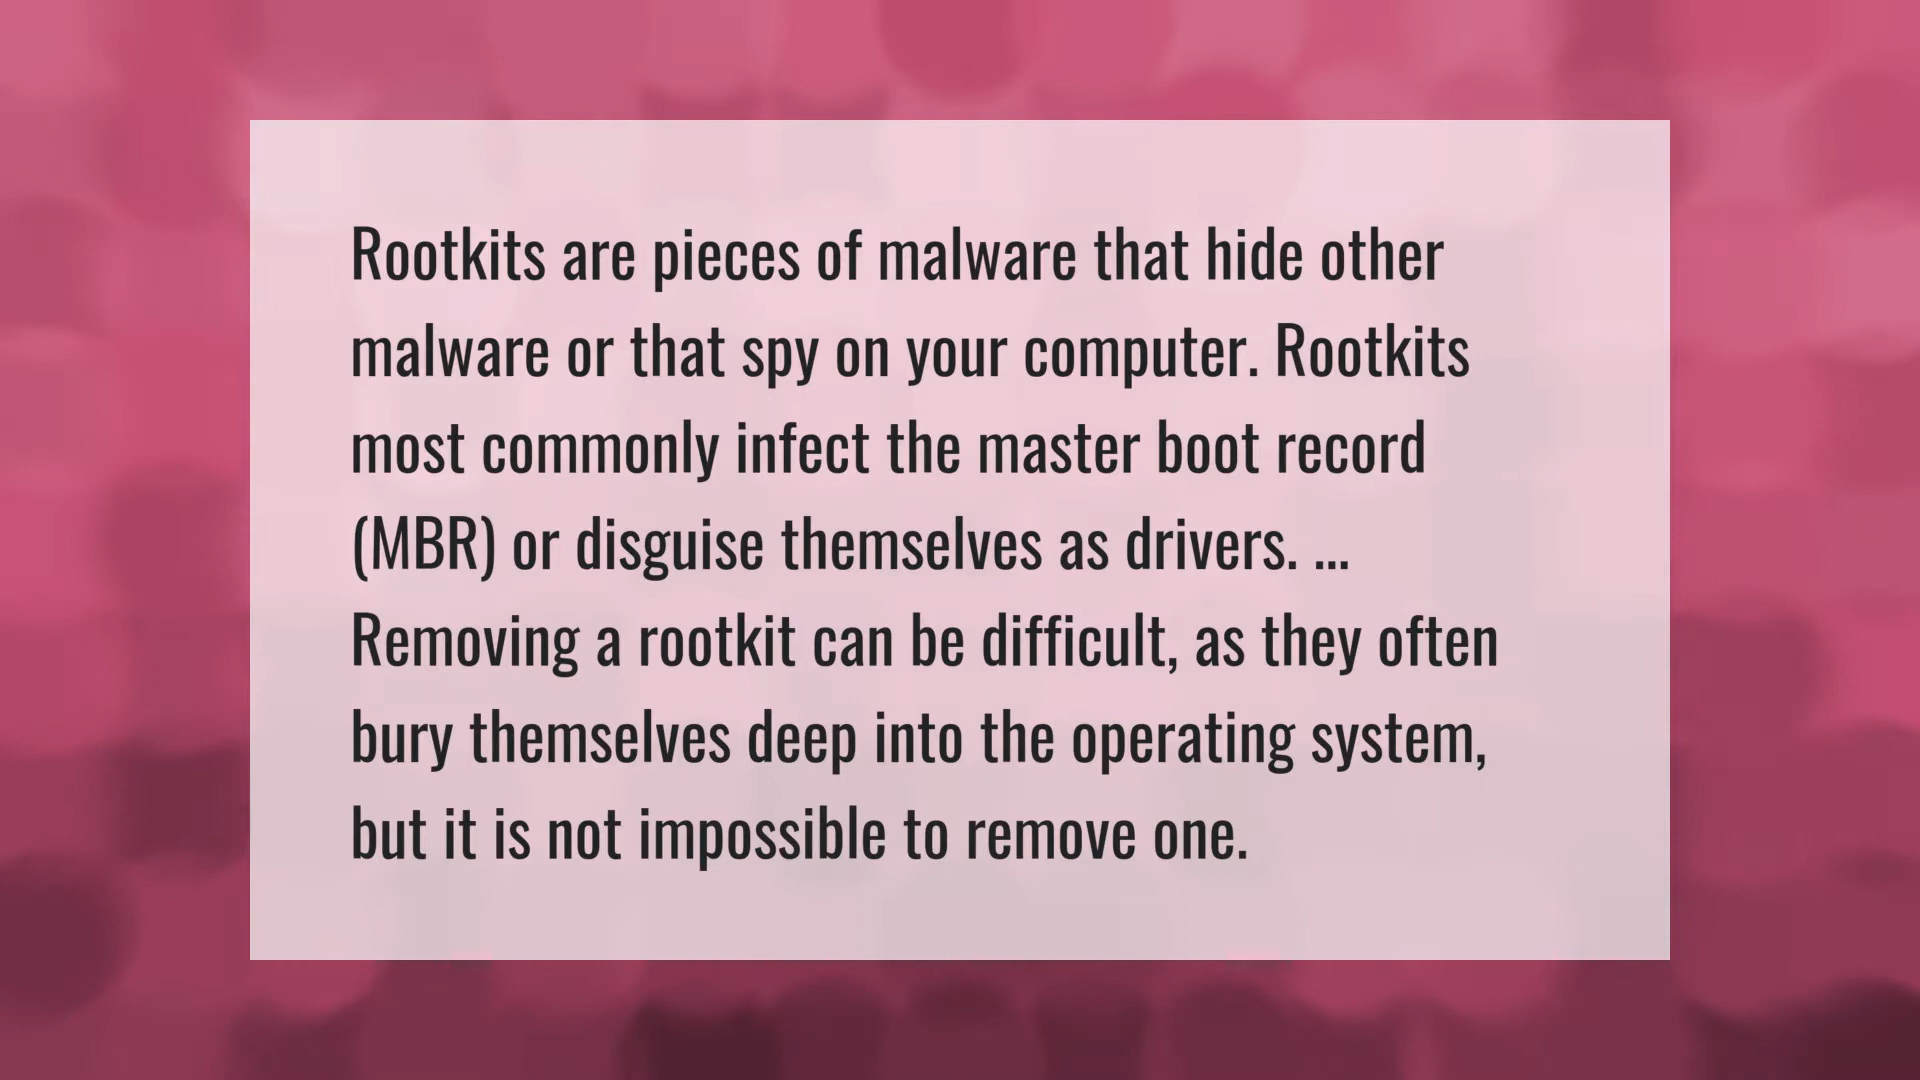 Rootkits are pieces of malware that hide other
malware or that spy on your computer. Rootkits
most commonly infect the master boot record
(MBR) or disguise themselves as drivers. ...
Removing a rootkit can be difficult, as they often
bury themselves deep into the operating system,
but it is not impossible to remove one.